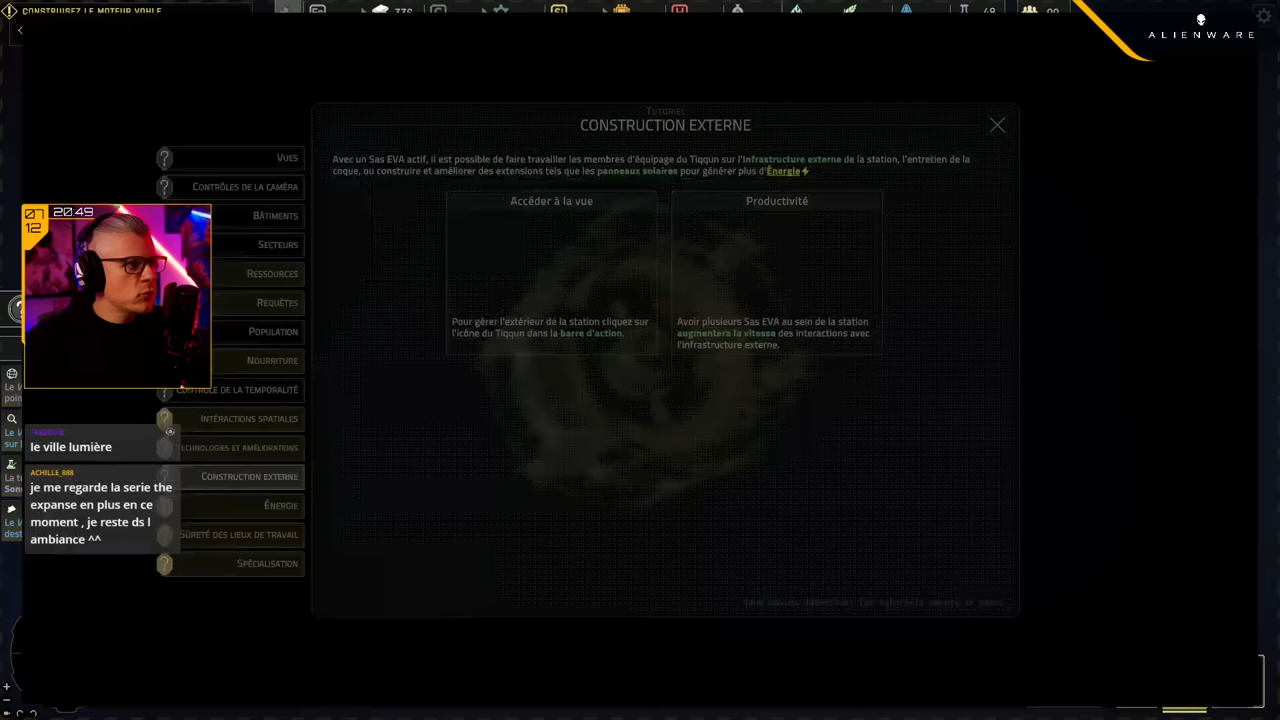 CONSTRUISEZ LE MOTEUR VOHLE
336
48
ALIENWARE
TUTORIEL
CONSTRUCTION EXTERNE
Avec un Sas EVA actif, il est possible de faire travailler les membres d'équipage du Tiqqun sur l'Infrastructure externe de la station, l'entretien de la
coque, ou construire et améliorer des extensions tels que les panneaux solaires pour générer plus d'Énergie
Accéder à la vue
Pour gérer l'extérieur de la station cliquez sur
l'icône du Tiqqun dans la barre d'action.
Productivité
Avoir plusieurs Sas EVA au sein de la station
augmentera la vitesse des interactions avec
l'infrastructure externe.
VUES
CONTRÔLES DE LA CAMÉRA
BÂTIMENTS
SECTEURS
RESSOURCES
REQUÊTES
POPULATION
NOURRITURE
CONTRÔLE DE LA TEMPORALITÉ
INTÉRACTIONS SPATIALES
TECHNOLOGIES ET AMÉLIORATIONS
CONSTRUCTION EXTERNE
ÉNERGIE
SÛRETÉ DES LIEUX DE TRAVAIL
SPÉCIALISATION
07
12
20:49
le ville lumière
ACHILLE_888
je me regarde la serie the
expanse en plus en ce
moment , je reste ds l
ambiance ^^